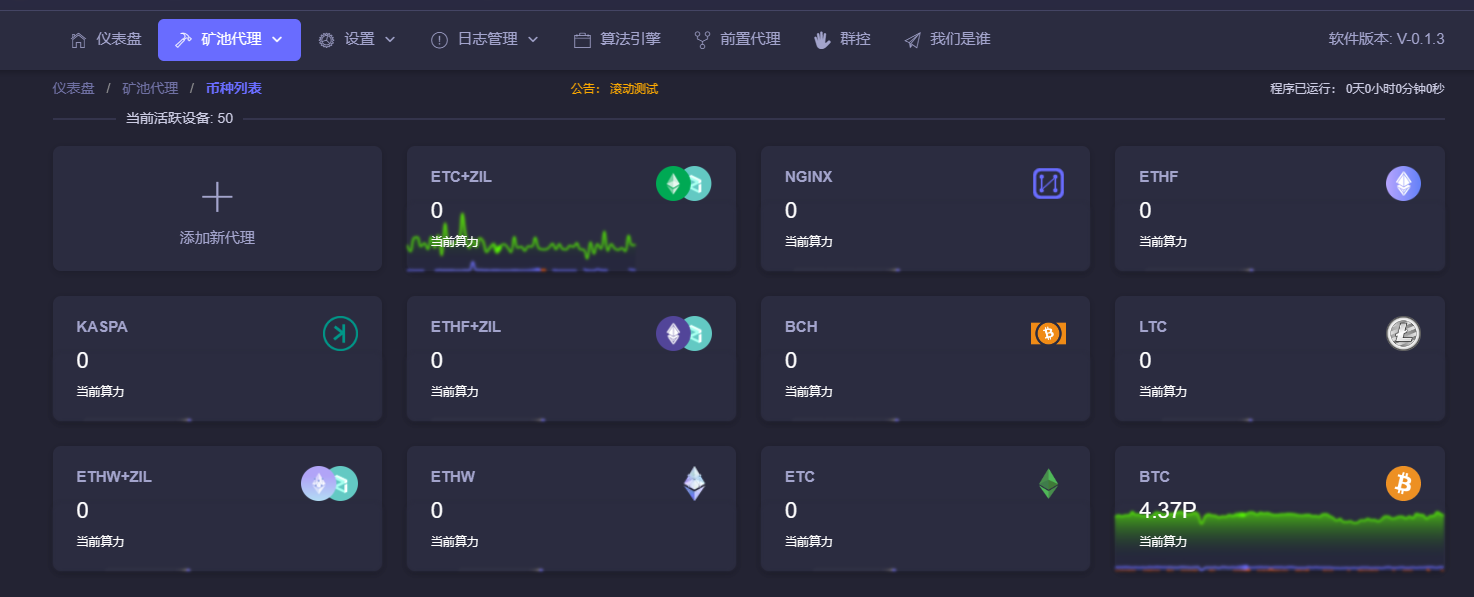 仪表盘 矿池代理 设置 日志管理 算法引擎 前置代理 群控 我们是谁 软件版本: V-0.1.3
仪表盘 / 矿池代理 / 币种列表 公告： 滚动测试 程序已运行： 0天0小时0分钟0秒
当前活跃设备: 50
添加新代理
ETC+ZIL
0
当前算力
NGINX
0
当前算力
ETHF
0
当前算力
KASPA
0
当前算力
ETHF+ZIL
0
当前算力
BCH
0
当前算力
LTC
0
当前算力
ETHW+ZIL
0
当前算力
ETHW
0
当前算力
ETC
0
当前算力
BTC
4.37P
当前算力